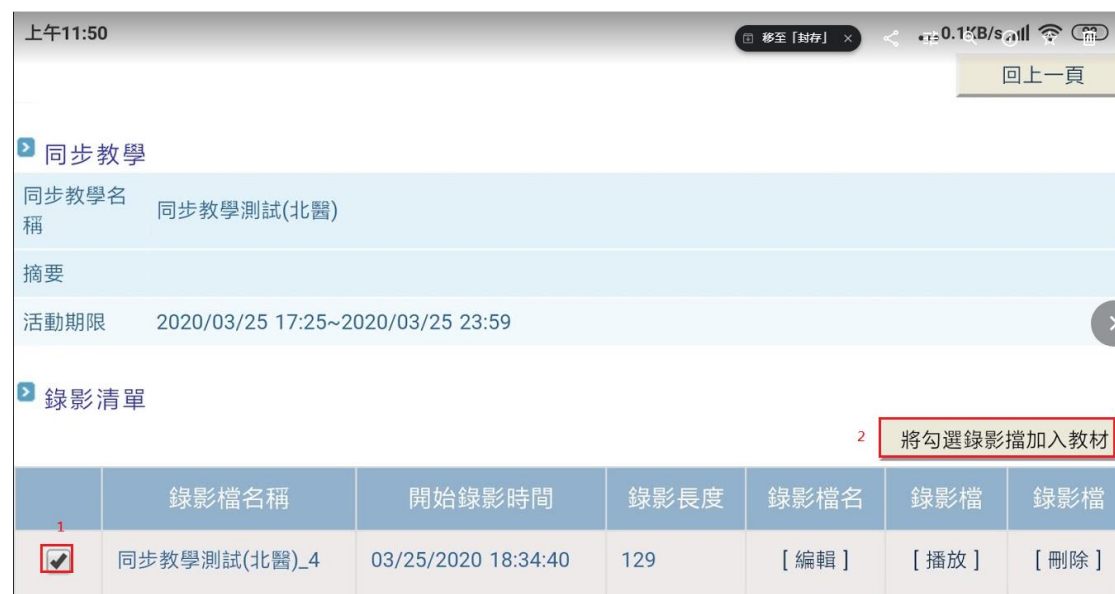 上午11:50
移至「封存」 ×
0.1KB/s
回上一頁
同步教學
同步教學名
稱
同步教學測試(北醫)
摘要
活動期限 2020/03/25 17:25~2020/03/25 23:59
錄影清單
2 將勾選錄影擋加入教材
錄影檔名稱 開始錄影時間 錄影長度 錄影檔名 錄影檔 錄影檔
1
同步教學測試(北醫)_4 03/25/2020 18:34:40 129 [ 編輯 ] [ 播放 ] [ 刪除 ]